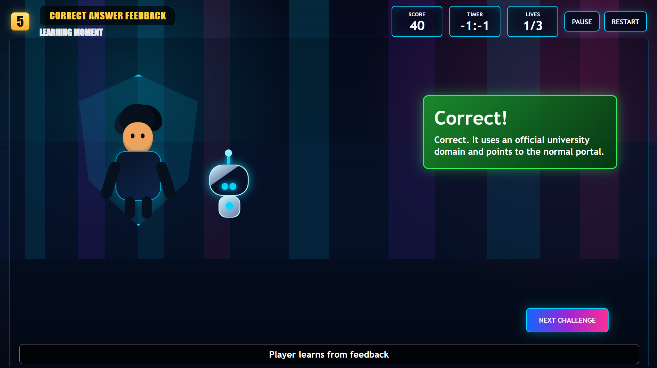 5
CORRECT ANSWER FEEDBACK
LEARNING MOMENT
SCORE
40
TIMER
-1:-1
LIVES
1/3
PAUSE
RESTART
Correct!
Correct. It uses an official university
domain and points to the normal portal.
NEXT CHALLENGE
Player learns from feedback